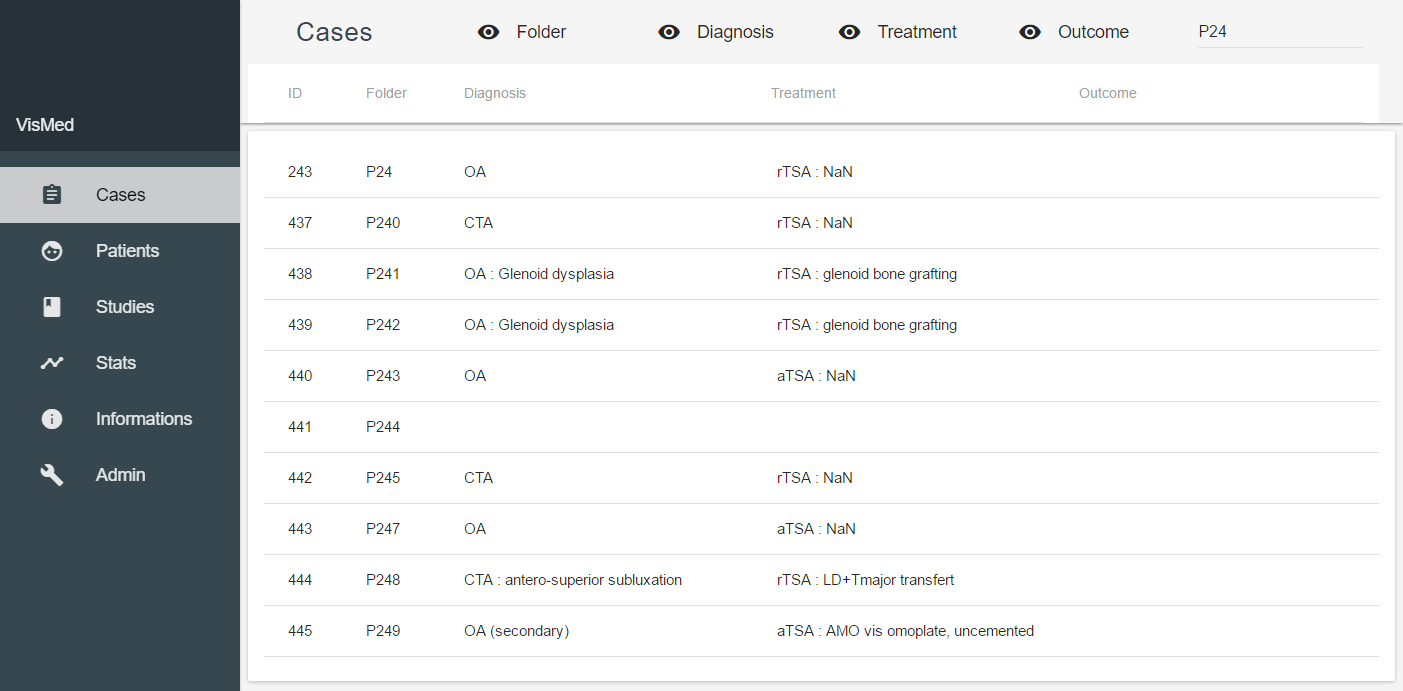 VisMed
Cases
Patients
Studies
Stats
Informations
Admin
Cases Folder Diagnosis Treatment Outcome P24
ID Folder Diagnosis Treatment Outcome
243 P24 OA rTSA : NaN
437 P240 CTA rTSA : NaN
438 P241 OA : Glenoid dysplasia rTSA : glenoid bone grafting
439 P242 OA : Glenoid dysplasia rTSA : glenoid bone grafting
440 P243 OA aTSA : NaN
441 P244
442 P245 CTA rTSA : NaN
443 P247 OA aTSA : NaN
444 P248 CTA : antero-superior subluxation rTSA : LD+Tmajor transfert
445 P249 OA (secondary) aTSA : AMO vis omoplate, uncemented